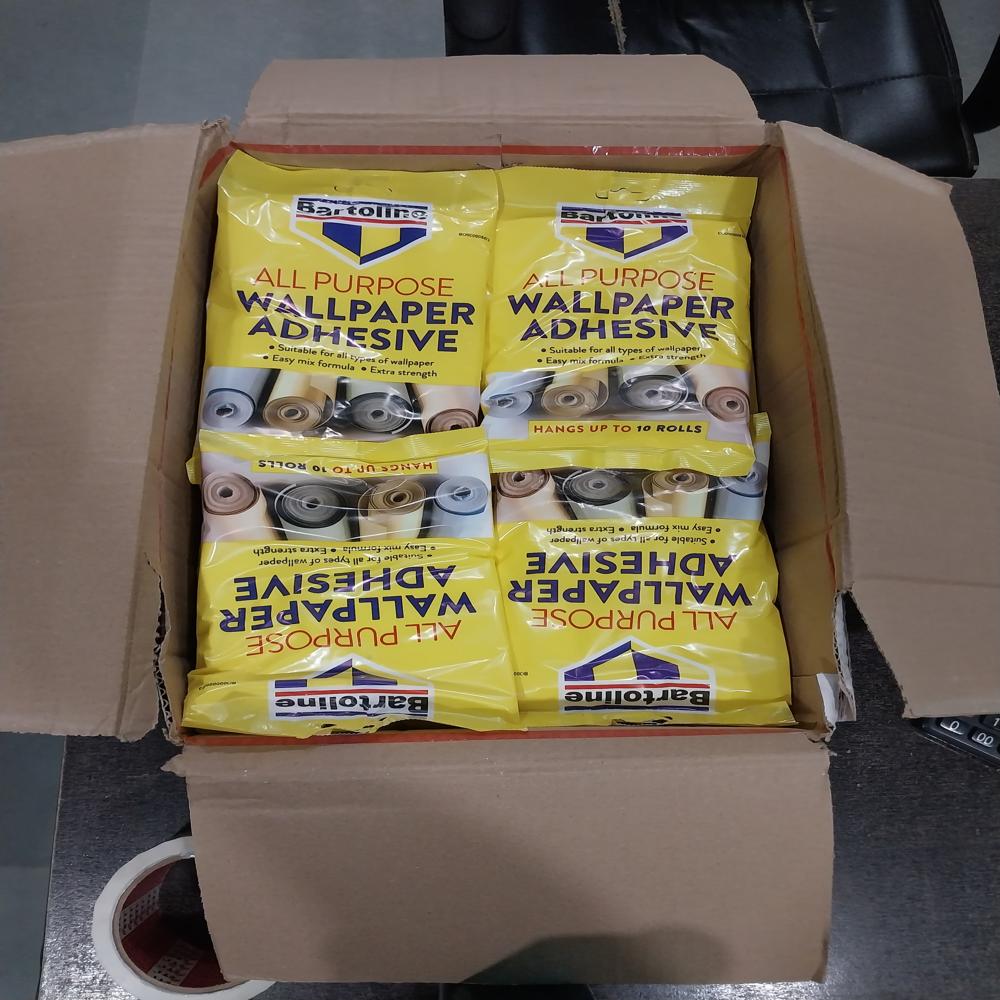 Bartoline
ALL PURPOSE
WALLPAPER
ADHESIVE
• Suitable for all types of wallpaper
• Easy mix formula • Extra strength
Bartoline
ALL PURPOSE
WALLPAPER
ADHESIVE
• Suitable for all types of wallpaper
• Easy mix formula • Extra strength
HANGS UP TO 10 ROLLS
Bartoline
ALL PURPOSE
WALLPAPER
ADHESIVE
• Suitable for all types of wallpaper
• Easy mix formula • Extra strength
HANGS UP TO 10 ROLLS
Bartoline
ALL PURPOSE
WALLPAPER
ADHESIVE
• Suitable for all types of wallpaper
• Easy mix formula • Extra strength
0
00
1